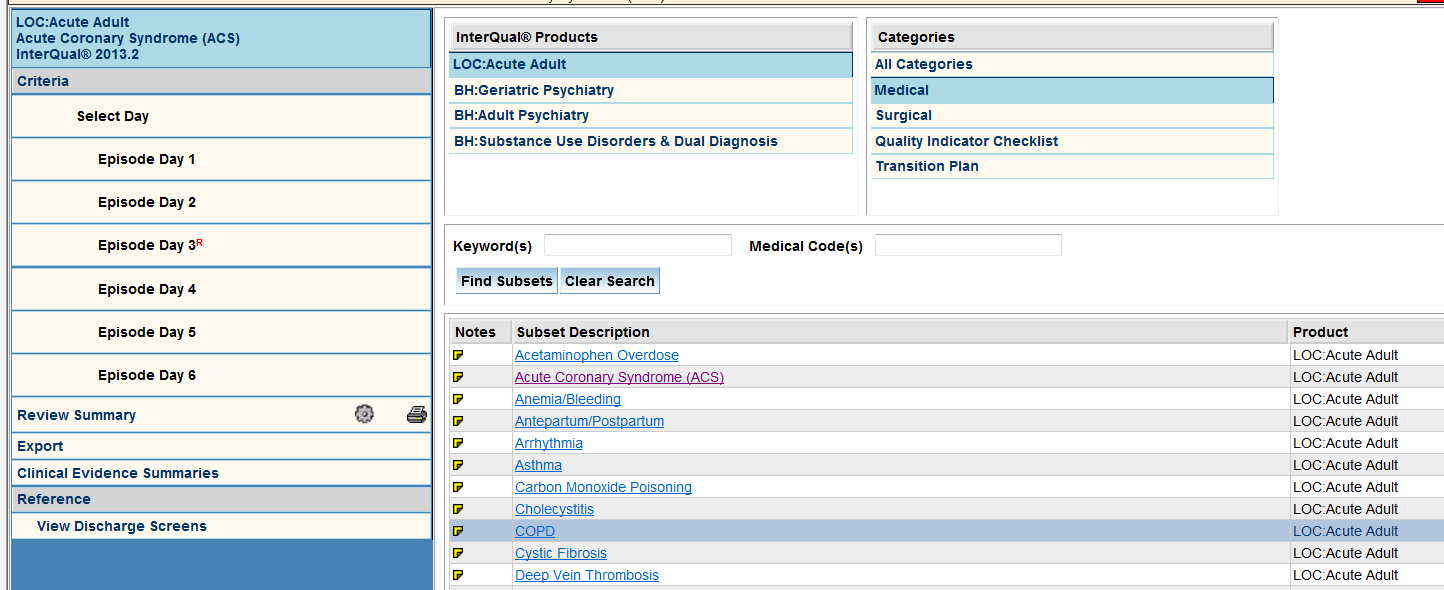 LOC:Acute Adult
Acute Coronary Syndrome (ACS)
InterQual® 2013.2
Criteria
Select Day
Episode Day 1
Episode Day 2
Episode Day 3R
Episode Day 4
Episode Day 5
Episode Day 6
Review Summary
Export
Clinical Evidence Summaries
Reference
View Discharge Screens
InterQual® Products
LOC:Acute Adult
BH:Geriatric Psychiatry
BH:Adult Psychiatry
BH:Substance Use Disorders & Dual Diagnosis
Categories
All Categories
Medical
Surgical
Quality Indicator Checklist
Transition Plan
Keyword(s) Medical Code(s)
Find Subsets Clear Search
Notes Subset Description Product
Acetaminophen Overdose LOC:Acute Adult
Acute Coronary Syndrome (ACS) LOC:Acute Adult
Anemia/Bleeding LOC:Acute Adult
Antepartum/Postpartum LOC:Acute Adult
Arrhythmia LOC:Acute Adult
Asthma LOC:Acute Adult
Carbon Monoxide Poisoning LOC:Acute Adult
Cholecystitis LOC:Acute Adult
COPD LOC:Acute Adult
Cystic Fibrosis LOC:Acute Adult
Deep Vein Thrombosis LOC:Acute Adult